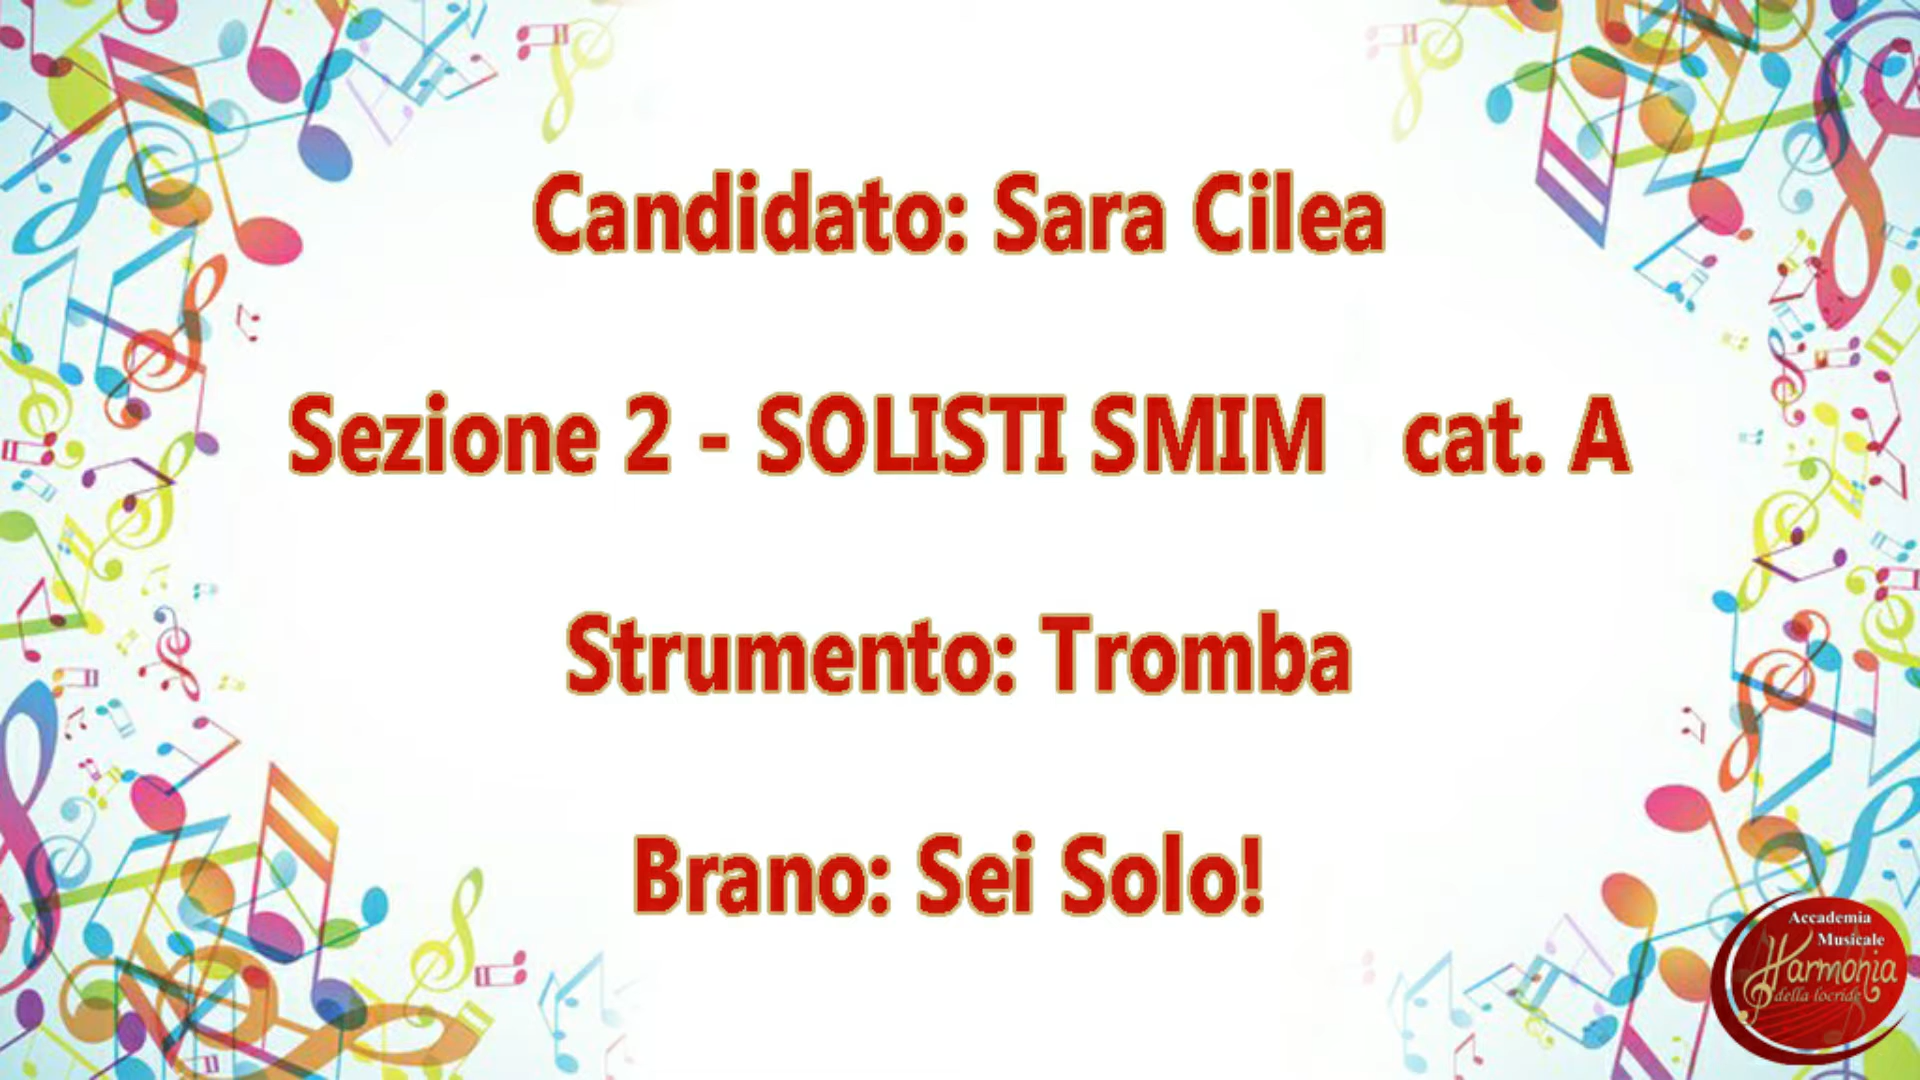 Candidato: Sara Cilea
Sezione 2 - SOLISTI SMIM cat. A
Strumento: Tromba
Brano: Sei Solo!
Accademia
Musicale
Harmonia
della locride